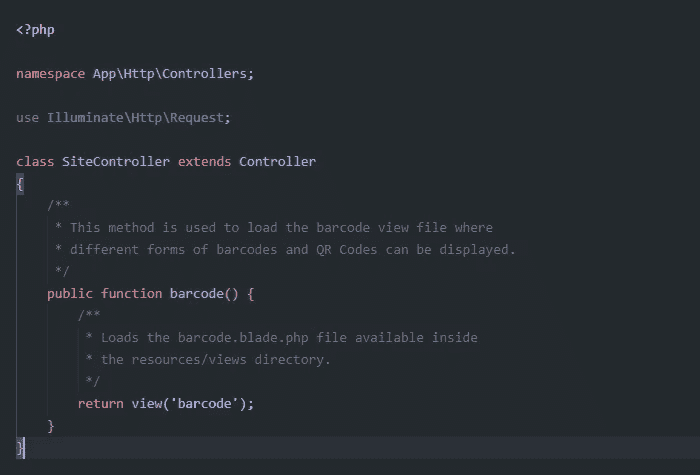 <?php
namespace App\Http\Controllers;
use Illuminate\Http\Request;
class SiteController extends Controller
{
    /**
     * This method is used to load the barcode view file where
     * different forms of barcodes and QR Codes can be displayed.
     */
    public function barcode() {
        /**
         * Loads the barcode.blade.php file available inside
         * the resources/views directory.
         */
        return view('barcode');
    }
}